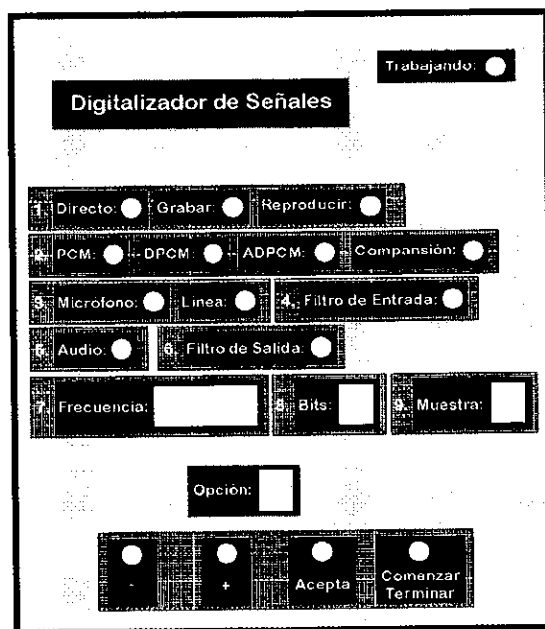 Trabajando:
Digitalizador de Señales
1. Directo: Grabar: Reproducir:
2. PCM: DPCM: ADPCM: Compansión:
3. Micrófono: Línea: 4. Filtro de Entrada:
5. Audio: 6. Filtro de Salida:
7. Frecuencia: 8. Bits: 9. Muestra:
Opción:
- + Acepta Comenzar
Terminar